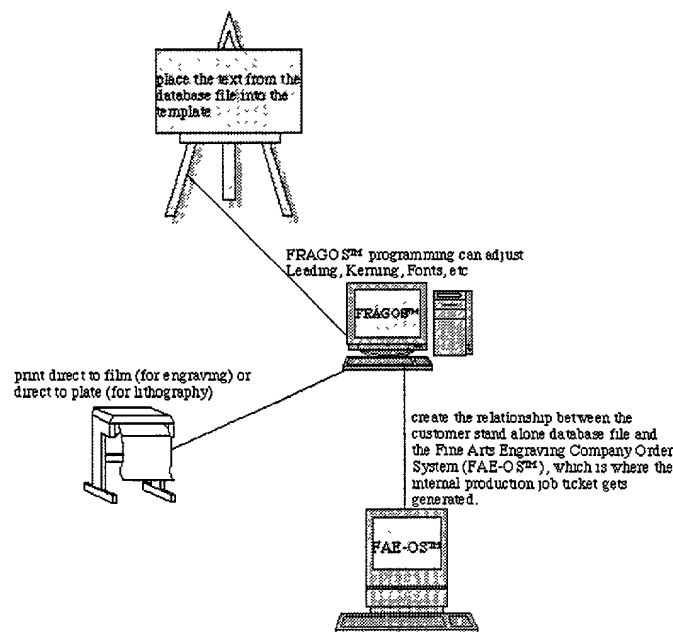 place the text from the
database file into the
template
FRAGOS™ programming can adjust
Leading, Kerning, Fonts, etc
FRAGOS™
print direct to film (for engraving) or
direct to plate (for lithography)
create the relationship between the
customer stand alone database file and
the Fine Arts Engraving Company Order
System (FAE-OS™), which is where the
internal production job ticket gets
generated.
FAE-OS™